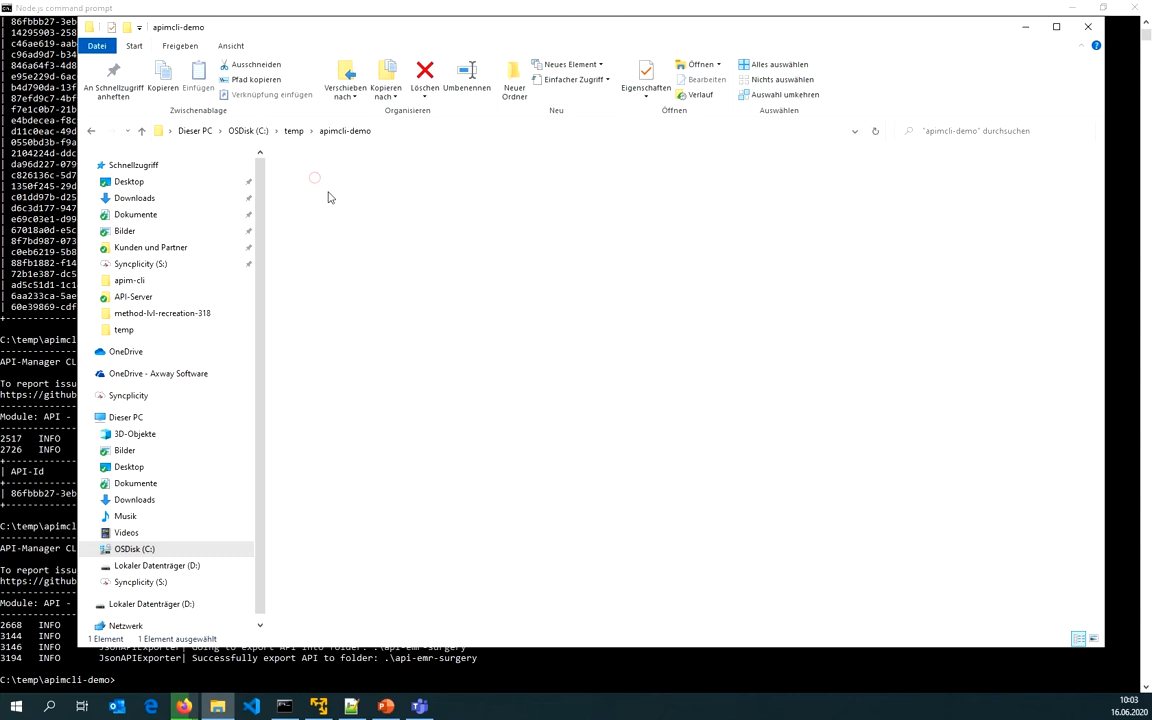 Node.js command prompt
| 86fbbb27-3eb
| 14295903-258
| c46ae619-aab
| c96ad9d7-b34
| 846a64f3-4d8
| e95e229d-6ac
| b4d790da-13f
| 87efd9c7-4bf
| f7e1c0b7-21b
| e4bdecea-f8c
| d11c0eac-49d
| 0550bd3b-f9a
| 2104224d-ddc
| da96d227-079
| c826136c-5d7
| 1350f245-29d
| c01dd97b-d25
| d6c3d177-947
| e69c03e1-d99
| 67018a0d-e5c
| 8f7bd987-073
| c0eb6219-5b8
| 88fb1882-f14
| 72b1e387-dc5
| ad5c51d1-1c1
| 6aa233ca-5ae
| 60e39869-cdf
+-------------
C:\temp\apimcl
--------------
API-Manager CL
To report issu
https://github
--------------
Module: API -
--------------
2517 INFO
2726 INFO
+-------------
| API-Id
+-------------
| 86fbbb27-3eb
+-------------
C:\temp\apimcl
--------------
API-Manager CL
To report issu
https://github
--------------
Module: API -
--------------
2668 INFO
3144 INFO
3146 INFO JsonAPIExporter| Going to export API into folder: .\api-emr-surgery
3194 INFO JsonAPIExporter| Successfully export API to folder: .\api-emr-surgery
C:\temp\apimcli-demo>
apimcli-demo
Datei Start Freigeben Ansicht
An Schnellzugriff anheften
Kopieren
Einfügen
Ausschneiden
Pfad kopieren
Verknüpfung einfügen
Zwischenablage
Verschieben nach
Kopieren nach
Löschen
Umbenennen
Organisieren
Neuer Ordner
Neues Element
Einfacher Zugriff
Neu
Eigenschaften
Öffnen
Bearbeiten
Verlauf
Öffnen
Alles auswählen
Nichts auswählen
Auswahl umkehren
Auswählen
Dieser PC > OSDisk (C:) > temp > apimcli-demo
"apimcli-demo" durchsuchen
Schnellzugriff
Desktop
Downloads
Dokumente
Bilder
Kunden und Partner
Syncplicity (S:)
apim-cli
API-Server
method-lvl-recreation-318
temp
OneDrive
OneDrive - Axway Software
Syncplicity
Dieser PC
3D-Objekte
Bilder
Desktop
Dokumente
Downloads
Musik
Videos
OSDisk (C:)
Lokaler Datenträger (D:)
Syncplicity (S:)
Lokaler Datenträger (D:)
Netzwerk
1 Element 1 Element ausgewählt
10:03
16.06.2020